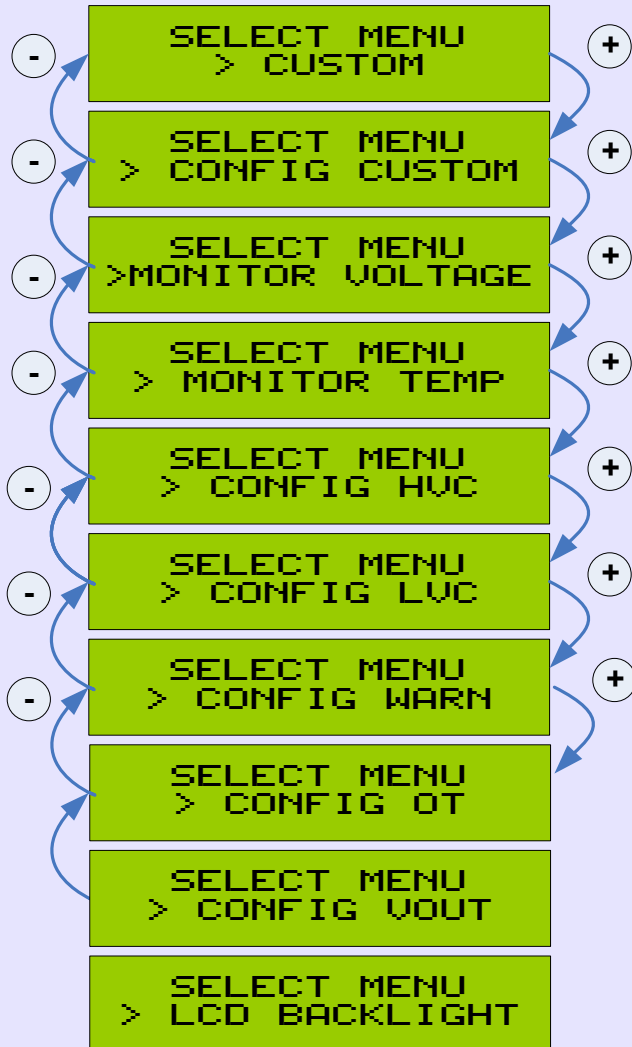 SELECT MENU
> CUSTOM
- +
SELECT MENU
> CONFIG CUSTOM
- +
SELECT MENU
>MONITOR VOLTAGE
- +
SELECT MENU
> MONITOR TEMP
- +
SELECT MENU
> CONFIG HVC
- +
SELECT MENU
> CONFIG LVC
- +
SELECT MENU
> CONFIG WARN
- +
SELECT MENU
> CONFIG OT
SELECT MENU
> CONFIG VOUT
SELECT MENU
> LCD BACKLIGHT